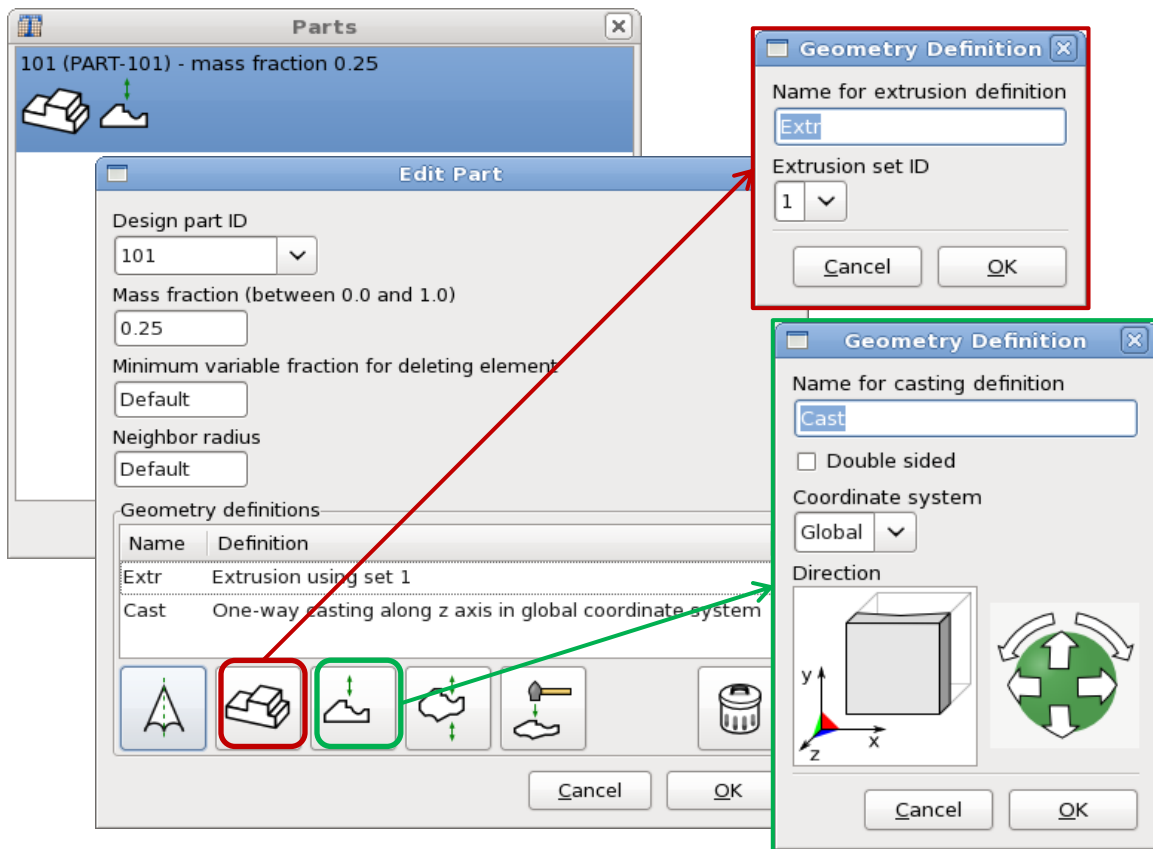 Parts
101 (PART-101) - mass fraction 0.25
Edit Part
Design part ID
101
Mass fraction (between 0.0 and 1.0)
0.25
Minimum variable fraction for deleting element
Default
Neighbor radius
Default
Geometry definitions
Name Definition
Extr Extrusion using set 1
Cast One-way casting along z axis in global coordinate system
Cancel OK
Geometry Definition
Name for extrusion definition
Extr
Extrusion set ID
1
Cancel OK
Geometry Definition
Name for casting definition
Cast
Double sided
Coordinate system
Global
Direction
y
x
z
Cancel OK